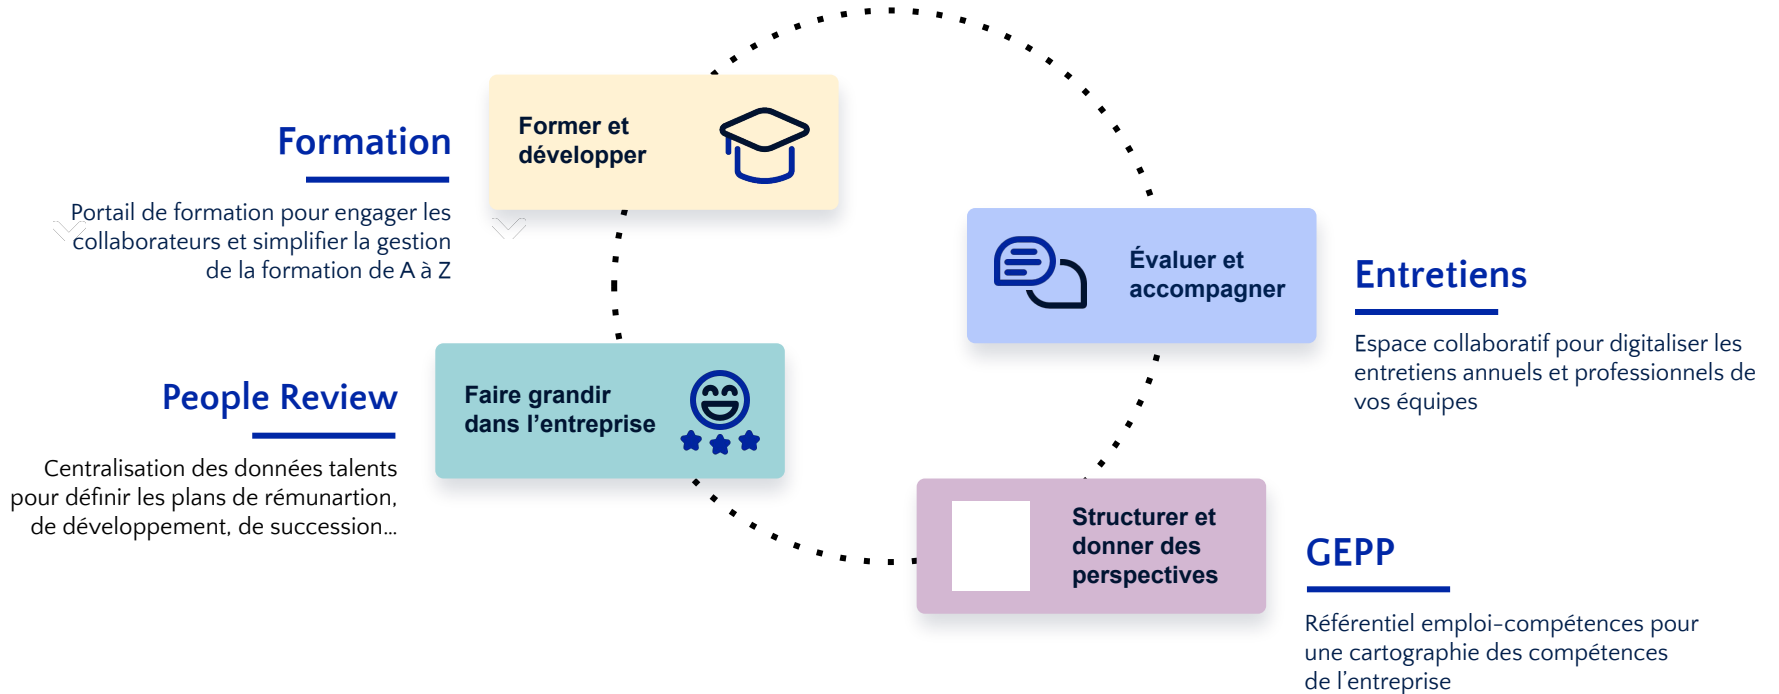 Formation
Portail de formation pour engager les
collaborateurs et simplifier la gestion
de la formation de A à Z
Former et
développer
Évaluer et
accompagner
Entretiens
Espace collaboratif pour digitaliser les
entretiens annuels et professionnels de
vos équipes
People Review
Centralisation des données talents
pour définir les plans de rémunartion,
de développement, de succession...
Faire grandir
dans l'entreprise
Structurer et
donner des
perspectives
GEPP
Référentiel emploi-compétences pour
une cartographie des compétences
de l'entreprise